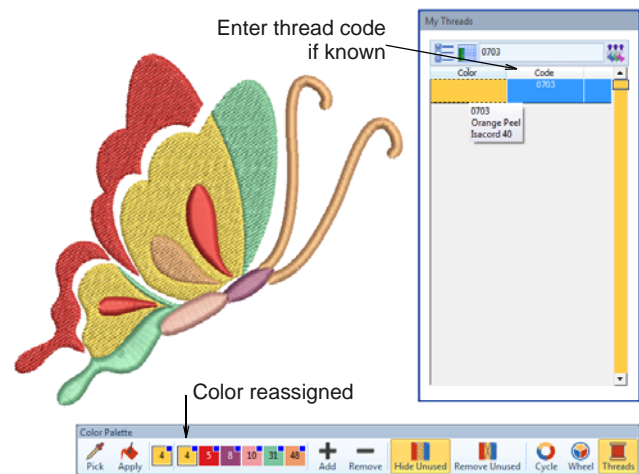 Enter thread code
if known
My Threads
0703
Color Code
0703
0703
Orange Peel
Isacord 40
Color reassigned
Color Palette
4 4 5 8 10 31 48
Pick Apply Add Remove Hide Unused Remove Unused Cycle Wheel Threads